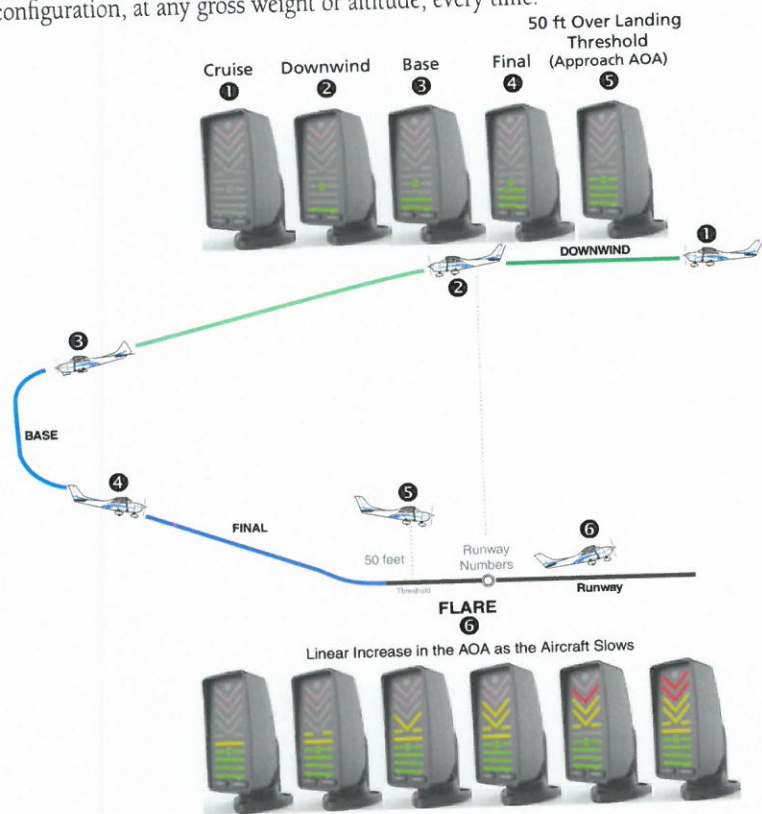 configuration, at any gross weight or altitude, every time.
50 ft Over Landing
Threshold
(Approach AOA)
Cruise
Downwind
Base
Final
1
2
3
4
5
1
DOWNWIND
2
3
BASE
4
FINAL
5
50 feet
Threshold
Runway
Numbers
6
Runway
FLARE
6
Linear Increase in the AOA as the Aircraft Slows